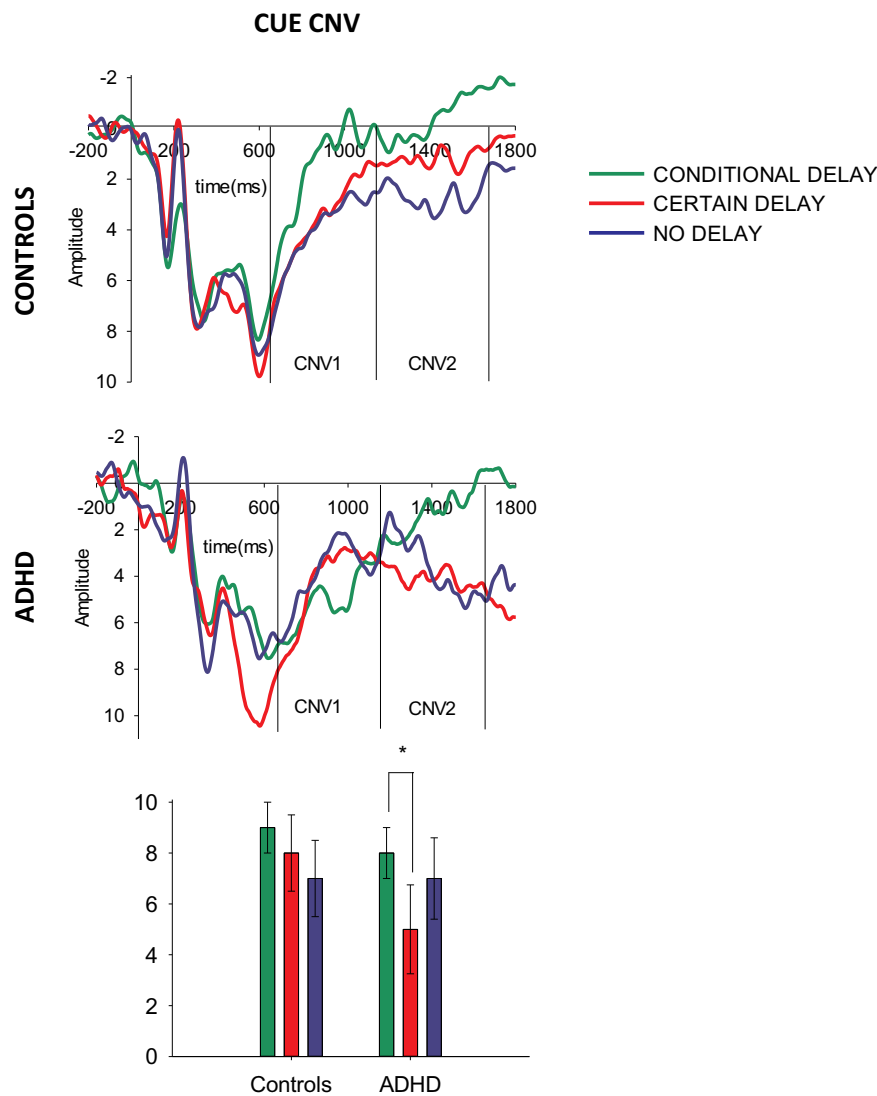 CUE CNV
CONTROLS
Amplitude
-2
0
2
4
6
8
10
-200
200
600
1000
1400
1800
time(ms)
CNV1
CNV2
CONDITIONAL DELAY
CERTAIN DELAY
NO DELAY
ADHD
Amplitude
-2
2
4
6
8
10
-200
200
600
1000
1400
1800
time(ms)
CNV1
CNV2
*
10
8
6
4
2
0
Controls
ADHD